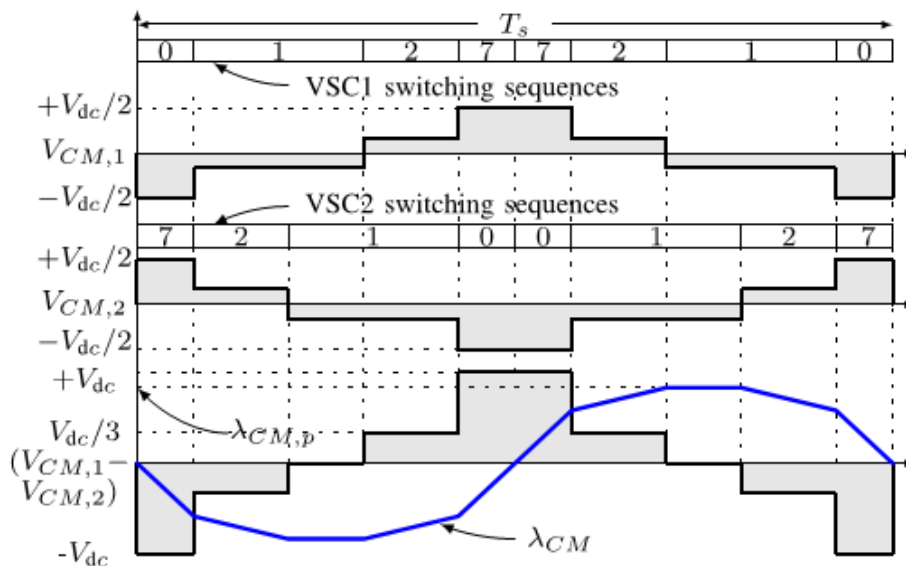 T_s
0 1 2 7 7 2 1 0
VSC1 switching sequences
+V_dc/2
V_CM,1
−V_dc/2
VSC2 switching sequences
7 2 1 0 0 1 2 7
+V_dc/2
V_CM,2
−V_dc/2
+V_dc
λ_CM,p
V_dc/3
(V_CM,1−
V_CM,2)
λ_CM
-V_dc